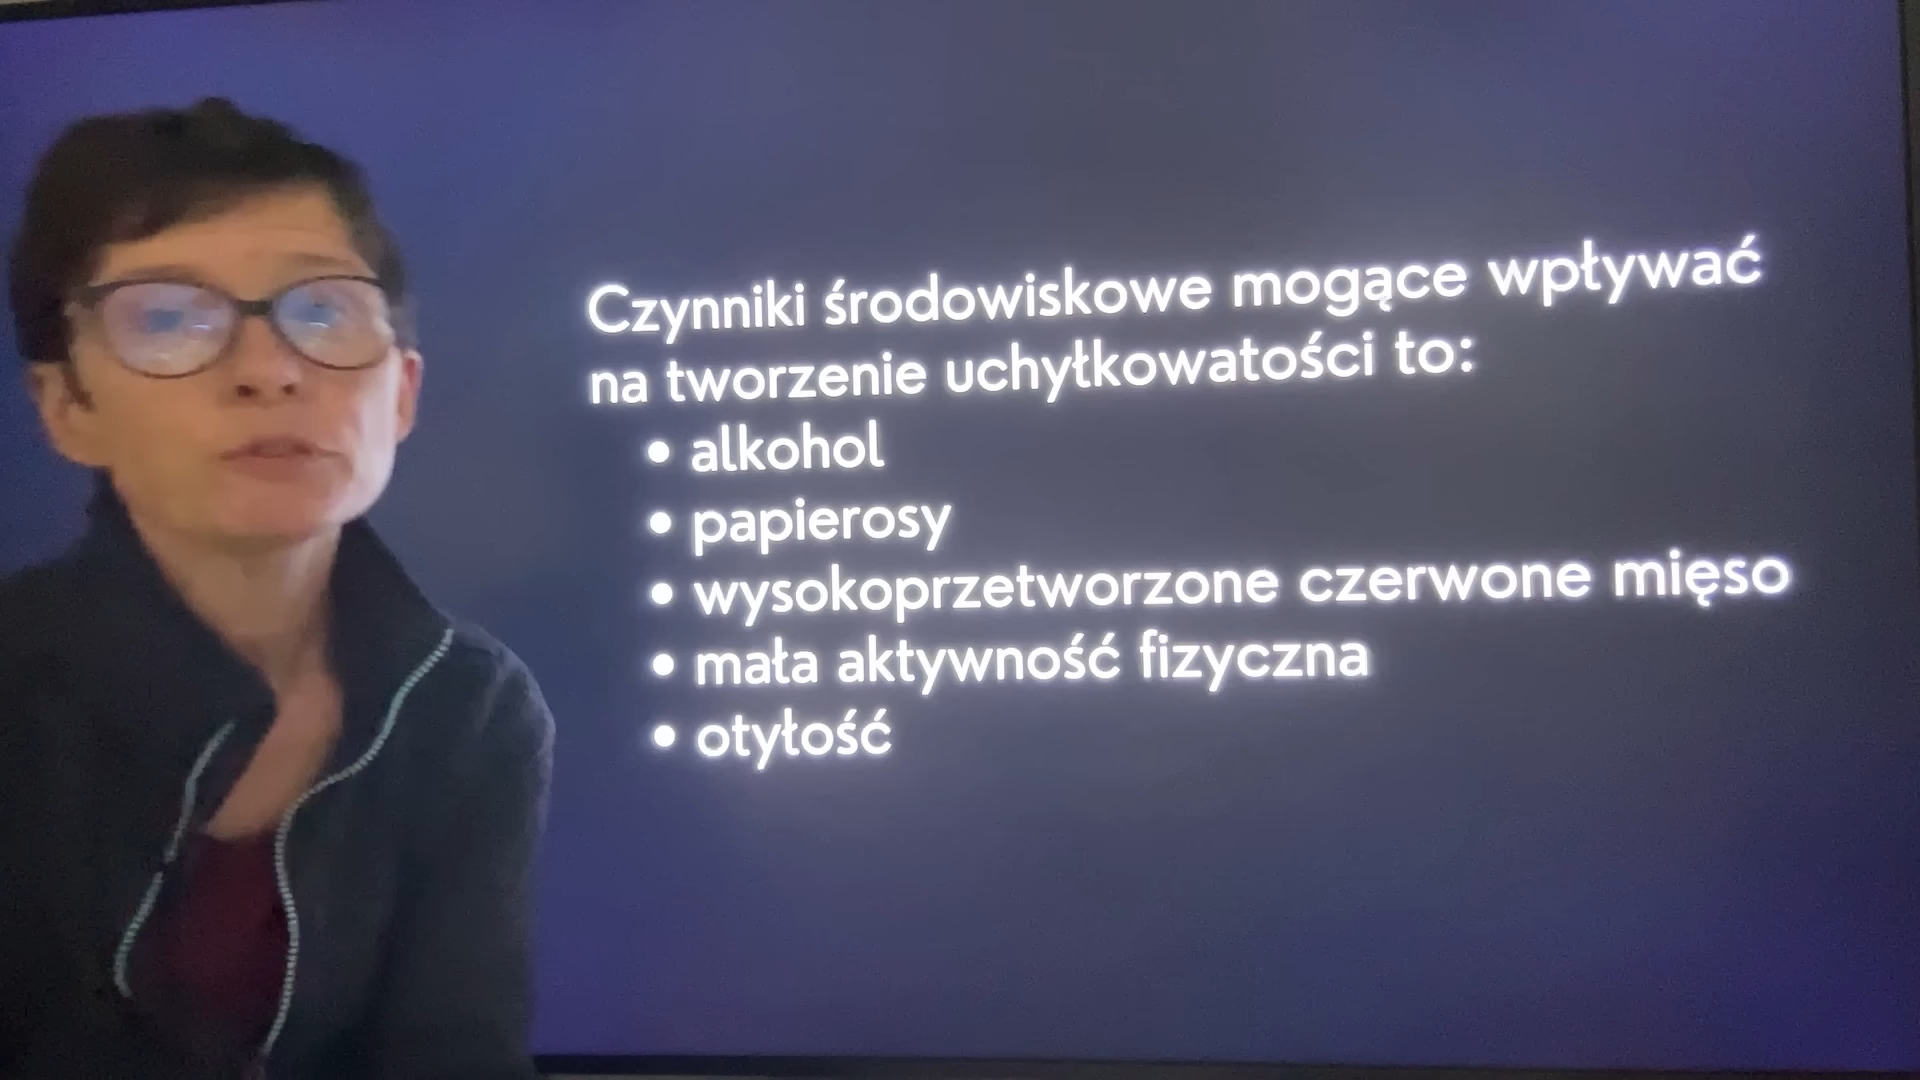 Czynniki środowiskowe mogące wpływać
na tworzenie uchyłkowatości to:
• alkohol
• papierosy
• wysokoprzetworzone czerwone mięso
• mała aktywność fizyczna
• otyłość